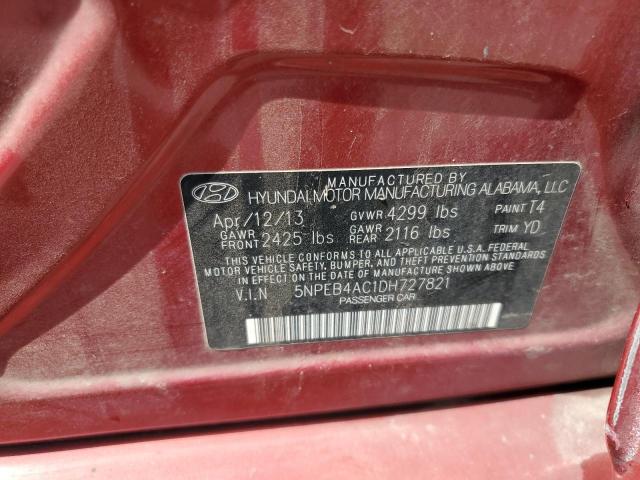 MANUFACTURED BY
HYUNDAI MOTOR MANUFACTURING ALABAMA, LLC
Apr/12/13 GVWR 4299 lbs PAINT T4
GAWR FRONT 2425 lbs GAWR REAR 2116 lbs TRIM YD
THIS VEHICLE CONFORMS TO ALL APPLICABLE U.S.A. FEDERAL
MOTOR VEHICLE SAFETY, BUMPER, AND THEFT PREVENTION STANDARDS
IN EFFECT ON THE DATE OF MANUFACTURE SHOWN ABOVE.
V.I.N 5NPEB4AC1DH727821
PASSENGER CAR